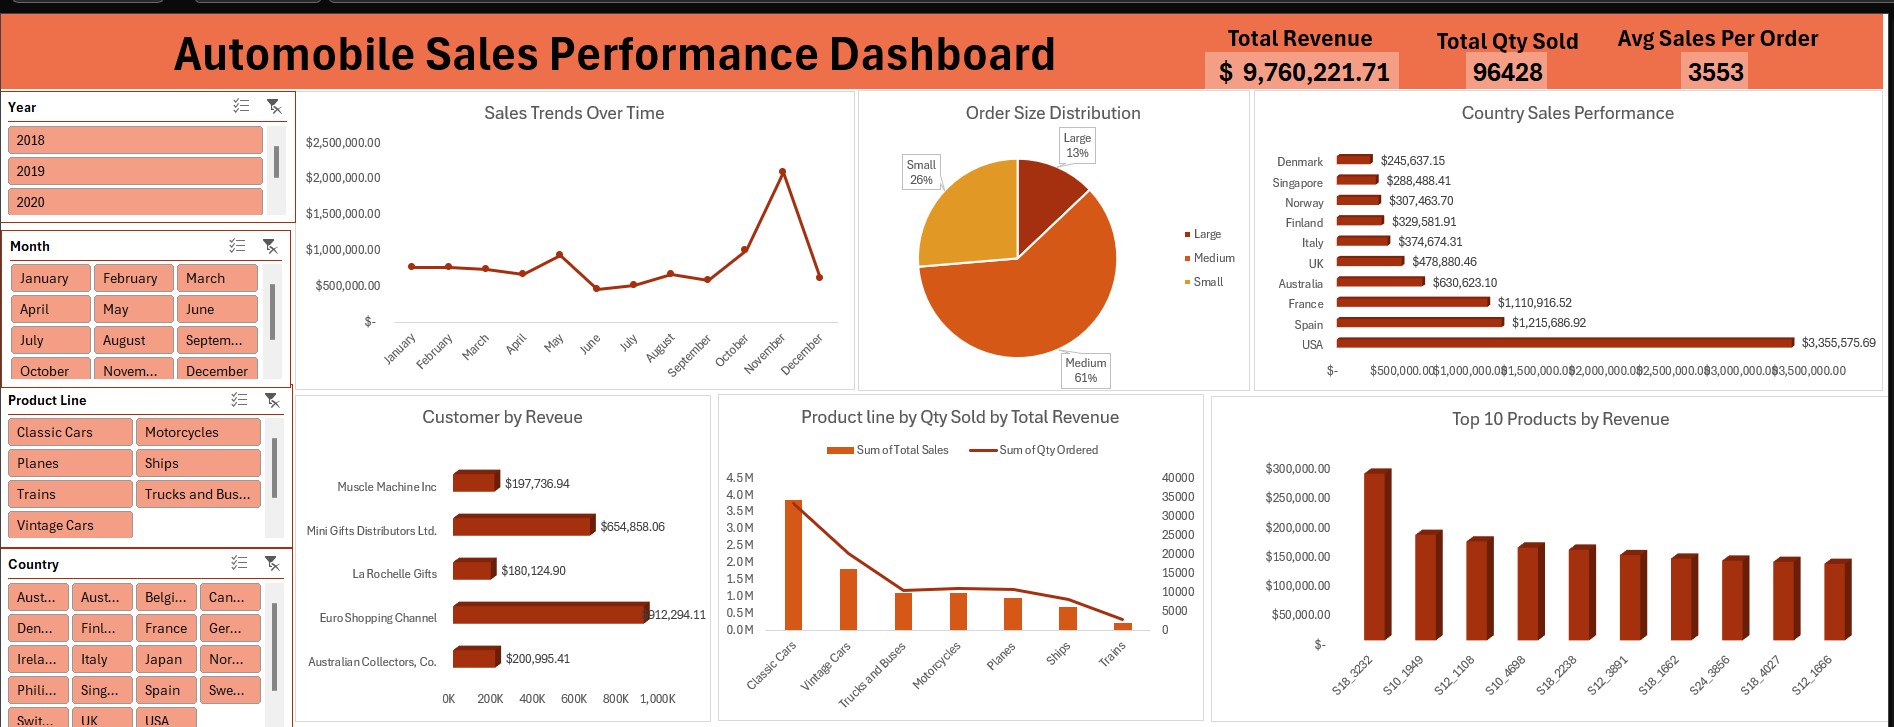 Automobile Sales Performance Dashboard
Total Revenue
$ 9,760,221.71
Total Qty Sold
96428
Avg Sales Per Order
3553
Year
2018
2019
2020
Month
January February March
April May June
July August Septem...
October Novem... December
Product Line
Classic Cars Motorcycles
Planes Ships
Trains Trucks and Bus...
Vintage Cars
Country
Aust... Aust... Belgi... Can...
Den... Finl... France Ger...
Irela... Italy Japan Nor...
Phili... Sing... Spain Swe...
Swit... UK USA
Sales Trends Over Time
$2,500,000.00
$2,000,000.00
$1,500,000.00
$1,000,000.00
$500,000.00
$-
January February March April May June July August September October November December
Order Size Distribution
Large
13%
Small
26%
Medium
61%
Large
Medium
Small
Country Sales Performance
Denmark $245,637.15
Singapore $288,488.41
Norway $307,463.70
Finland $329,581.91
Italy $374,674.31
UK $478,880.46
Australia $630,623.10
France $1,110,916.52
Spain $1,215,686.92
USA $3,355,575.69
$- $500,000.00 $1,000,000.00 $1,500,000.00 $2,000,000.00 $2,500,000.00 $3,000,000.00 $3,500,000.00
Customer by Reveue
Muscle Machine Inc $197,736.94
Mini Gifts Distributors Ltd. $654,858.06
La Rochelle Gifts $180,124.90
Euro Shopping Channel $912,294.11
Australian Collectors, Co. $200,995.41
0K 200K 400K 600K 800K 1,000K
Product line by Qty Sold by Total Revenue
Sum of Total Sales Sum of Qty Ordered
4.5 M
4.0 M
3.5 M
3.0 M
2.5 M
2.0 M
1.5 M
1.0 M
0.5 M
0.0 M
40000
35000
30000
25000
20000
15000
10000
5000
0
Classic Cars Vintage Cars Trucks and Buses Motorcycles Planes Ships Trains
Top 10 Products by Revenue
$300,000.00
$250,000.00
$200,000.00
$150,000.00
$100,000.00
$50,000.00
$-
S18_3232 S10_1949 S12_1108 S10_4698 S18_2238 S12_3891 S18_1662 S24_3856 S18_4027 S12_1666